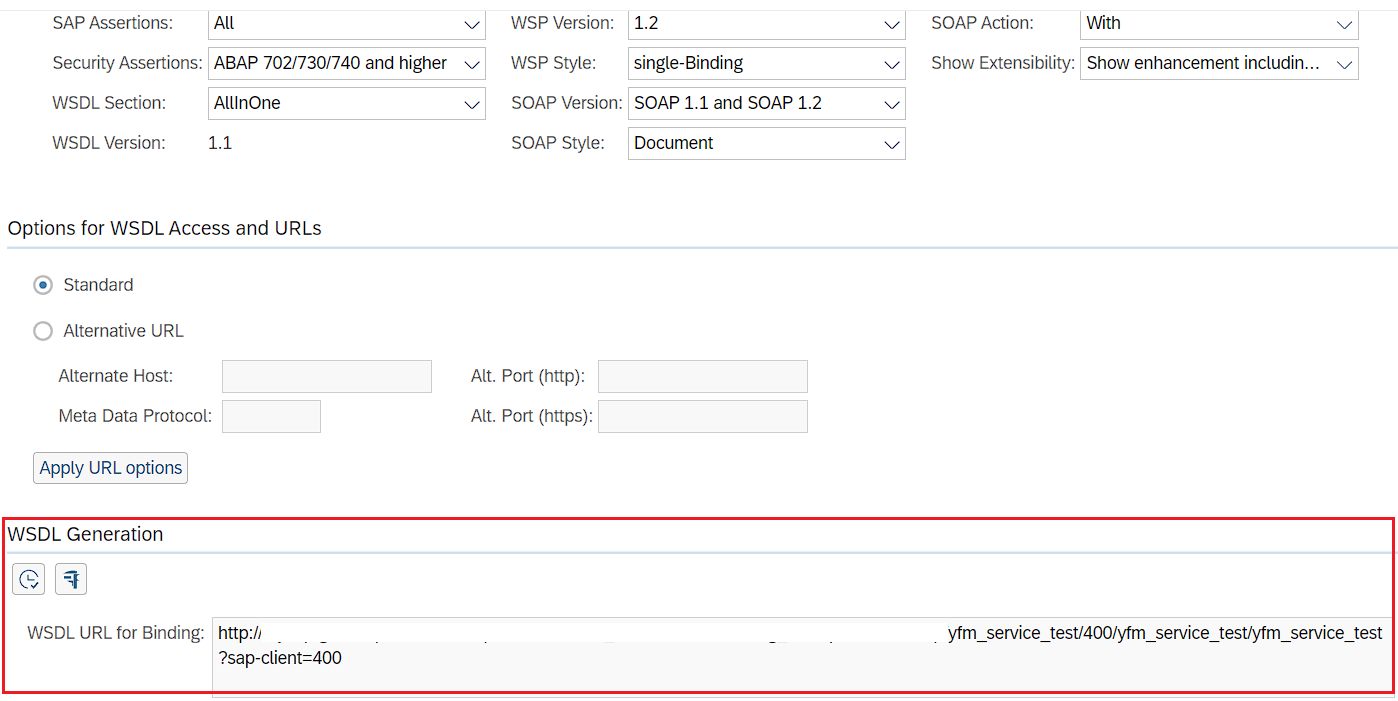 SAP Assertions: All WSP Version: 1.2 SOAP Action: With
Security Assertions: ABAP 702/730/740 and higher WSP Style: single-Binding Show Extensibility: Show enhancement includin...
WSDL Section: AllInOne SOAP Version: SOAP 1.1 and SOAP 1.2
WSDL Version: 1.1 SOAP Style: Document
Options for WSDL Access and URLs
Standard
Alternative URL
Alternate Host: Alt. Port (http):
Meta Data Protocol: Alt. Port (https):
Apply URL options
WSDL Generation
WSDL URL for Binding: http:// yfm_service_test/400/yfm_service_test/yfm_service_test
?sap-client=400